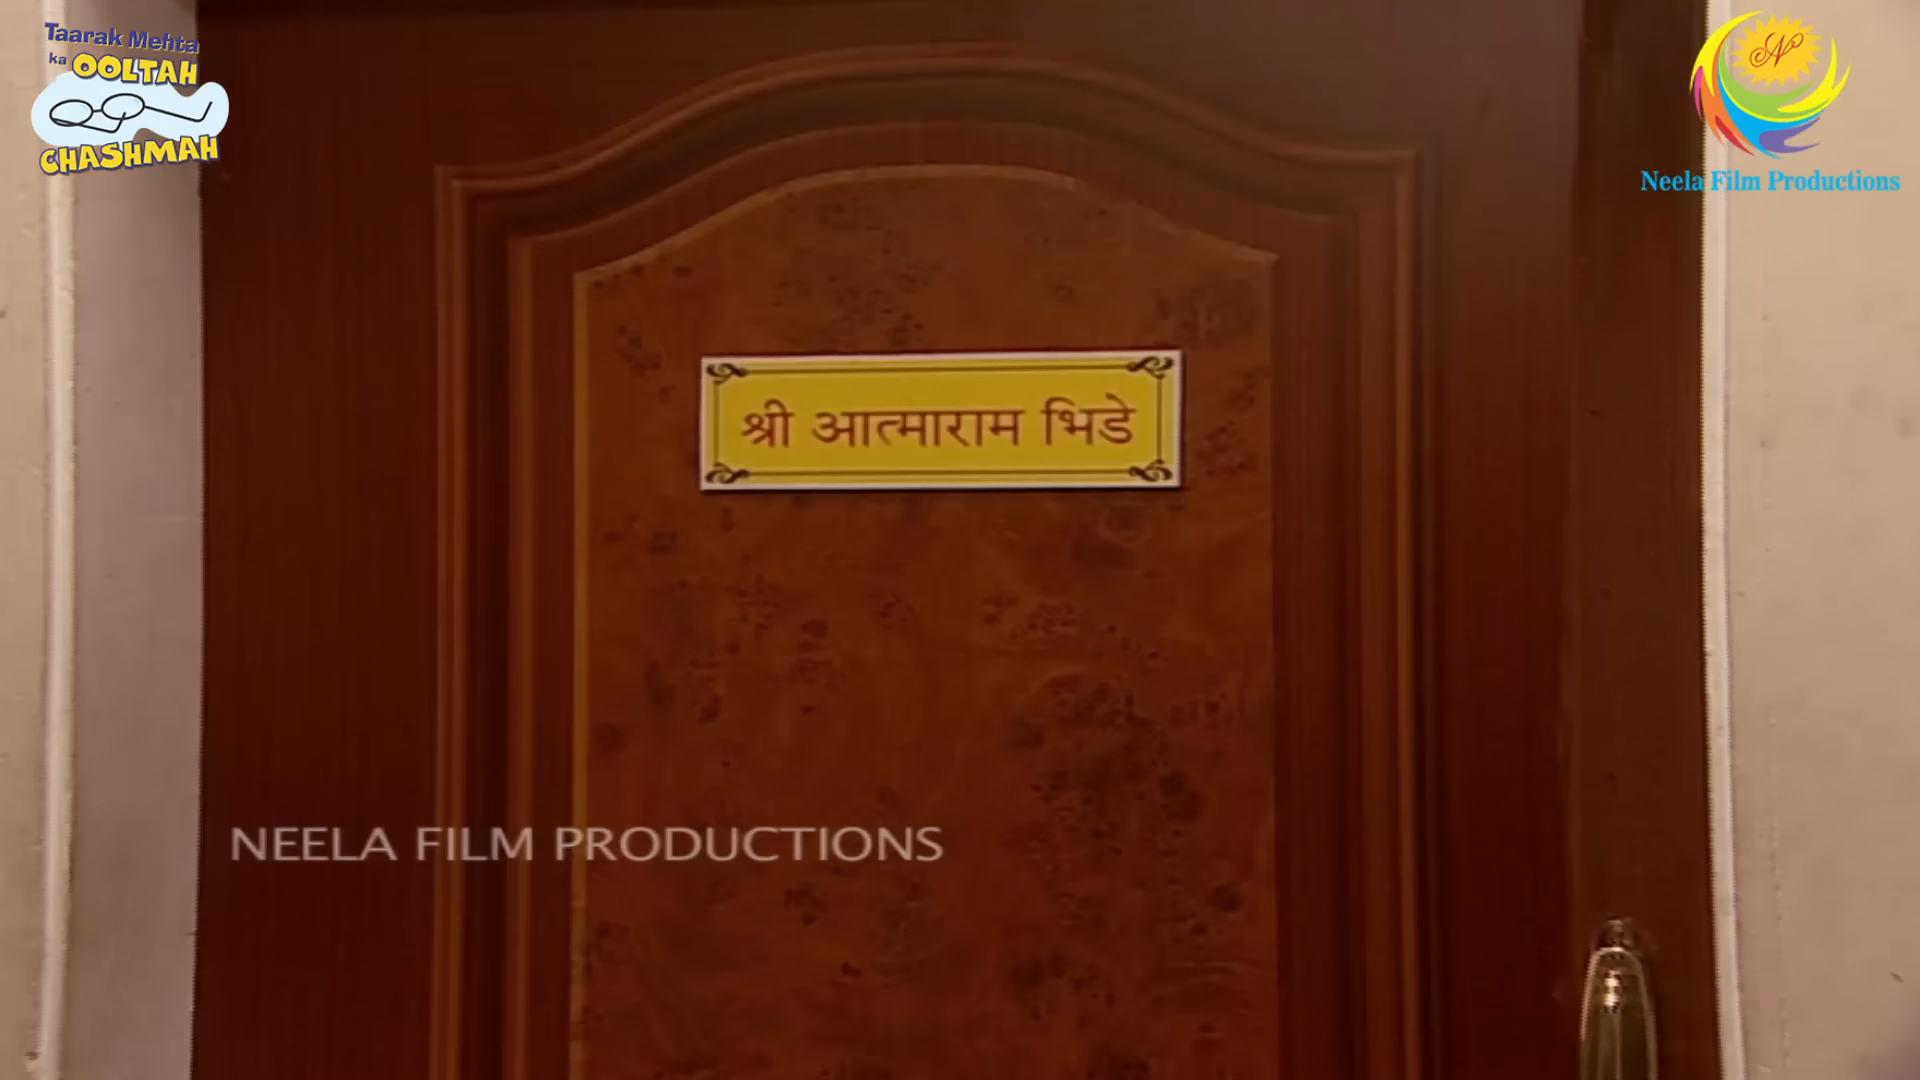 Taarak Mehta
ka OOLTAH
CHASHMAH
Neela Film Productions
श्री आत्माराम भिडे
NEELA FILM PRODUCTIONS